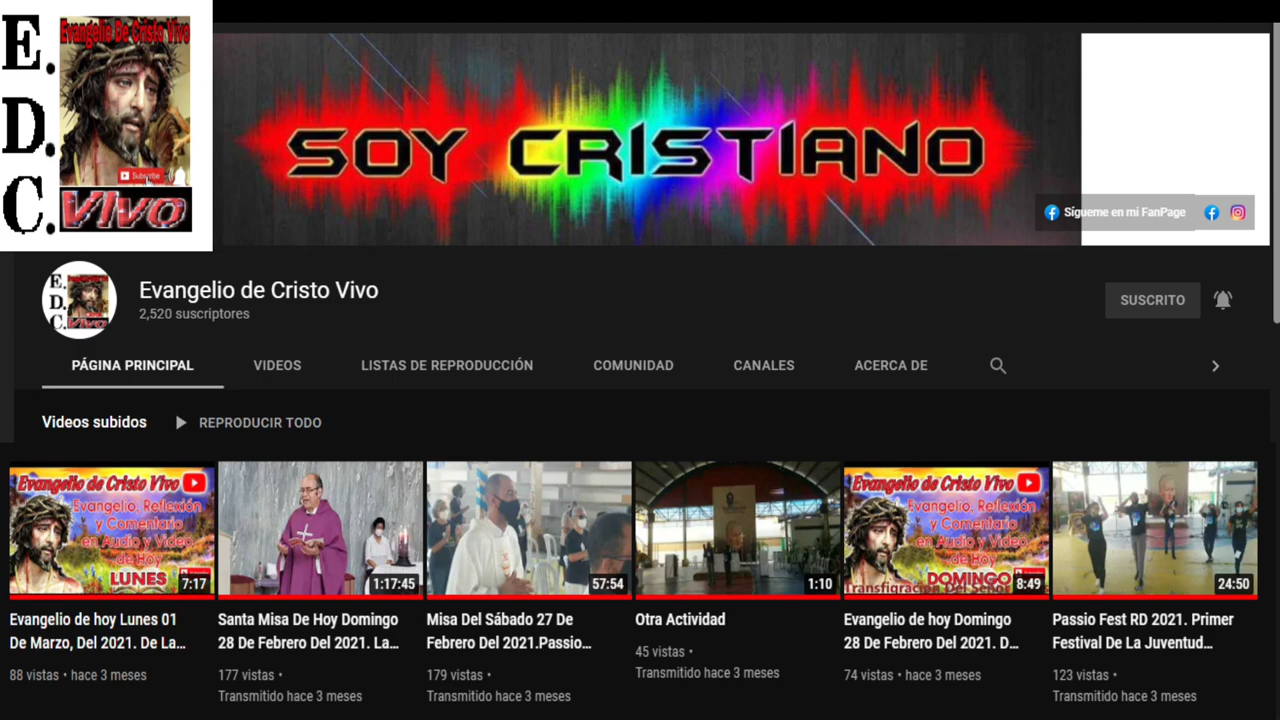 E.
D.
C.
Evangelio De Cristo Vivo
Subscribe
Vivo
SOY CRISTIANO
Sígueme en mi FanPage
E.
D.
C.
Vivo
Evangelio de Cristo Vivo
2,520 suscriptores
SUSCRITO
PÁGINA PRINCIPAL
VIDEOS
LISTAS DE REPRODUCCIÓN
COMUNIDAD
CANALES
ACERCA DE
Videos subidos
REPRODUCIR TODO
Evangelio de Cristo Vivo
Evangelio, Reflexión
y Comentario
en Audio y Video
de Hoy
LUNES
7:17
Evangelio de hoy Lunes 01
De Marzo, Del 2021. De La...
88 vistas • hace 3 meses
1:17:45
Santa Misa De Hoy Domingo
28 De Febrero Del 2021. La...
177 vistas •
Transmitido hace 3 meses
57:54
Misa Del Sábado 27 De
Febrero Del 2021.Passio...
179 vistas •
Transmitido hace 3 meses
1:10
Otra Actividad
45 vistas •
Transmitido hace 3 meses
Evangelio de Cristo Vivo
Evangelio, Reflexión
y Comentario
en Audio y Video
de Hoy
DOMINGO
Transfigración Del Señor
8:49
Evangelio de hoy Domingo
28 De Febrero Del 2021. D...
74 vistas • hace 3 meses
24:50
Passio Fest RD 2021. Primer
Festival De La Juventud...
123 vistas •
Transmitido hace 3 meses